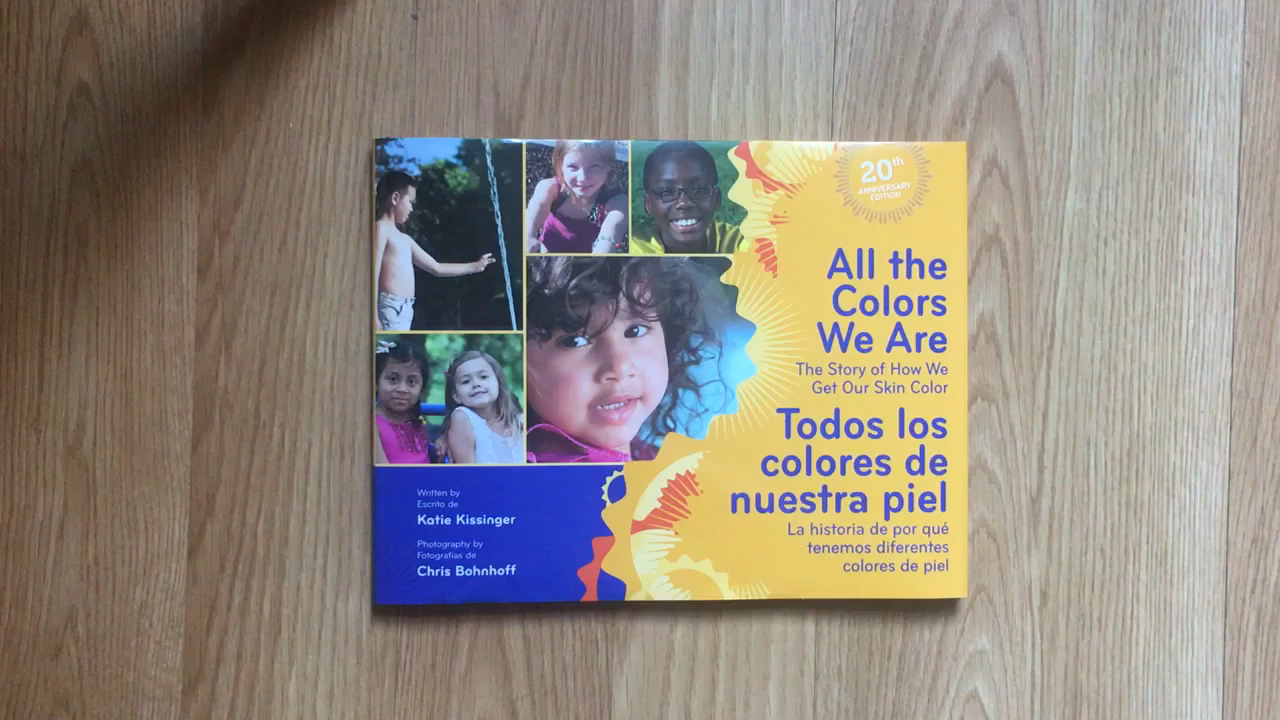 20th
ANNIVERSARY
EDITION
All the
Colors
We Are
The Story of How We
Get Our Skin Color
Todos los
colores de
nuestra piel
La historia de por qué
tenemos diferentes
colores de piel
Written by
Escrito de
Katie Kissinger
Photography by
Fotografías de
Chris Bohnhoff